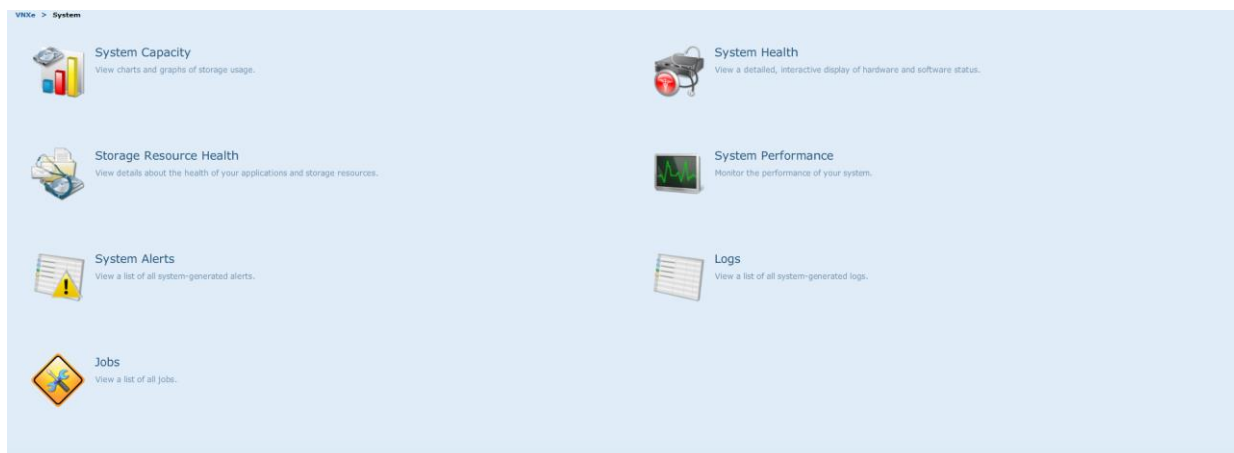 VNXe > System
System Capacity
View charts and graphs of storage usage.
System Health
View a detailed, interactive display of hardware and software status.
Storage Resource Health
View details about the health of your applications and storage resources.
System Performance
Monitor the performance of your system.
System Alerts
View a list of all system-generated alerts.
Logs
View a list of all system-generated logs.
Jobs
View a list of all jobs.